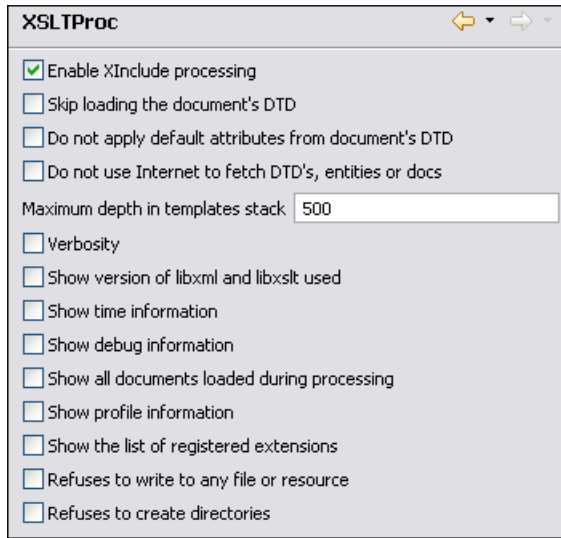 XSLTProc
Enable XInclude processing
Skip loading the document's DTD
Do not apply default attributes from document's DTD
Do not use Internet to fetch DTD's, entities or docs
Maximum depth in templates stack 500
Verbosity
Show version of libxml and libxslt used
Show time information
Show debug information
Show all documents loaded during processing
Show profile information
Show the list of registered extensions
Refuses to write to any file or resource
Refuses to create directories